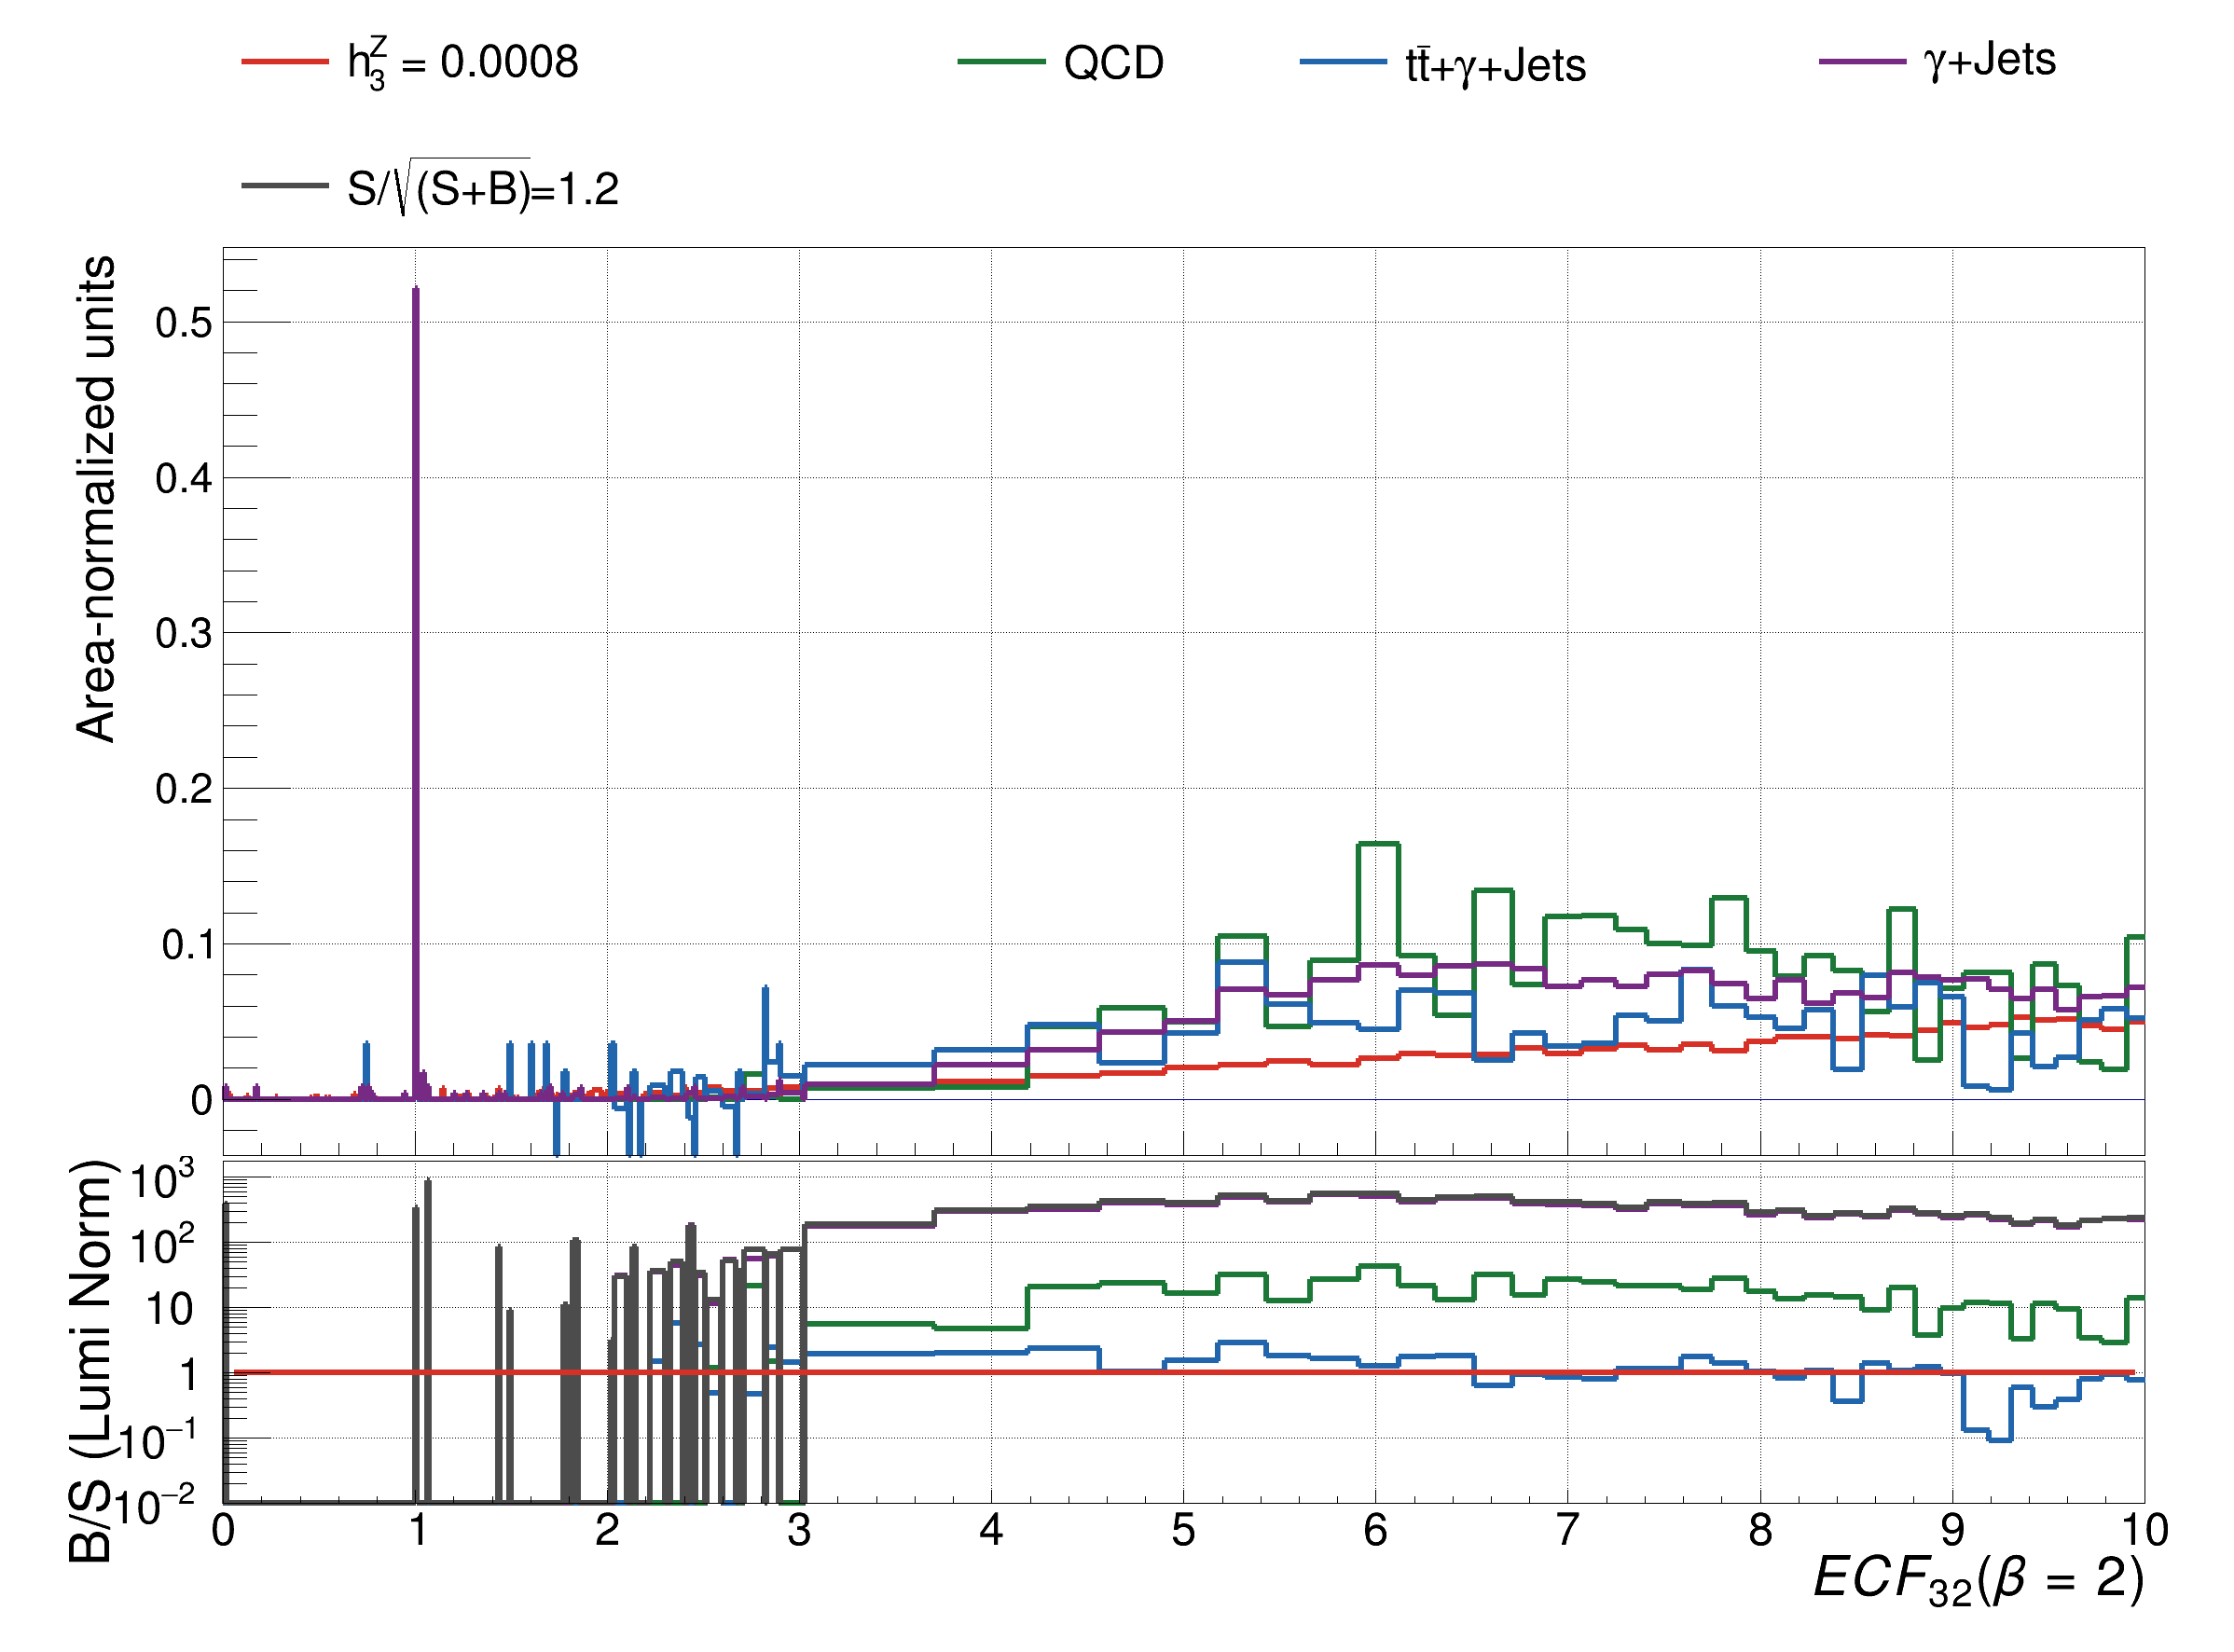 h₃ᶻ = 0.0008 QCD tt̄+γ+Jets γ+Jets
S/√(S+B)=1.2
Area-normalized units
0.5
0.4
0.3
0.2
0.1
0
B/S (Lumi Norm)
10³
10²
10
1
10⁻¹
10⁻²
0 1 2 3 4 5 6 7 8 9 10
ECF₃₂(β = 2)